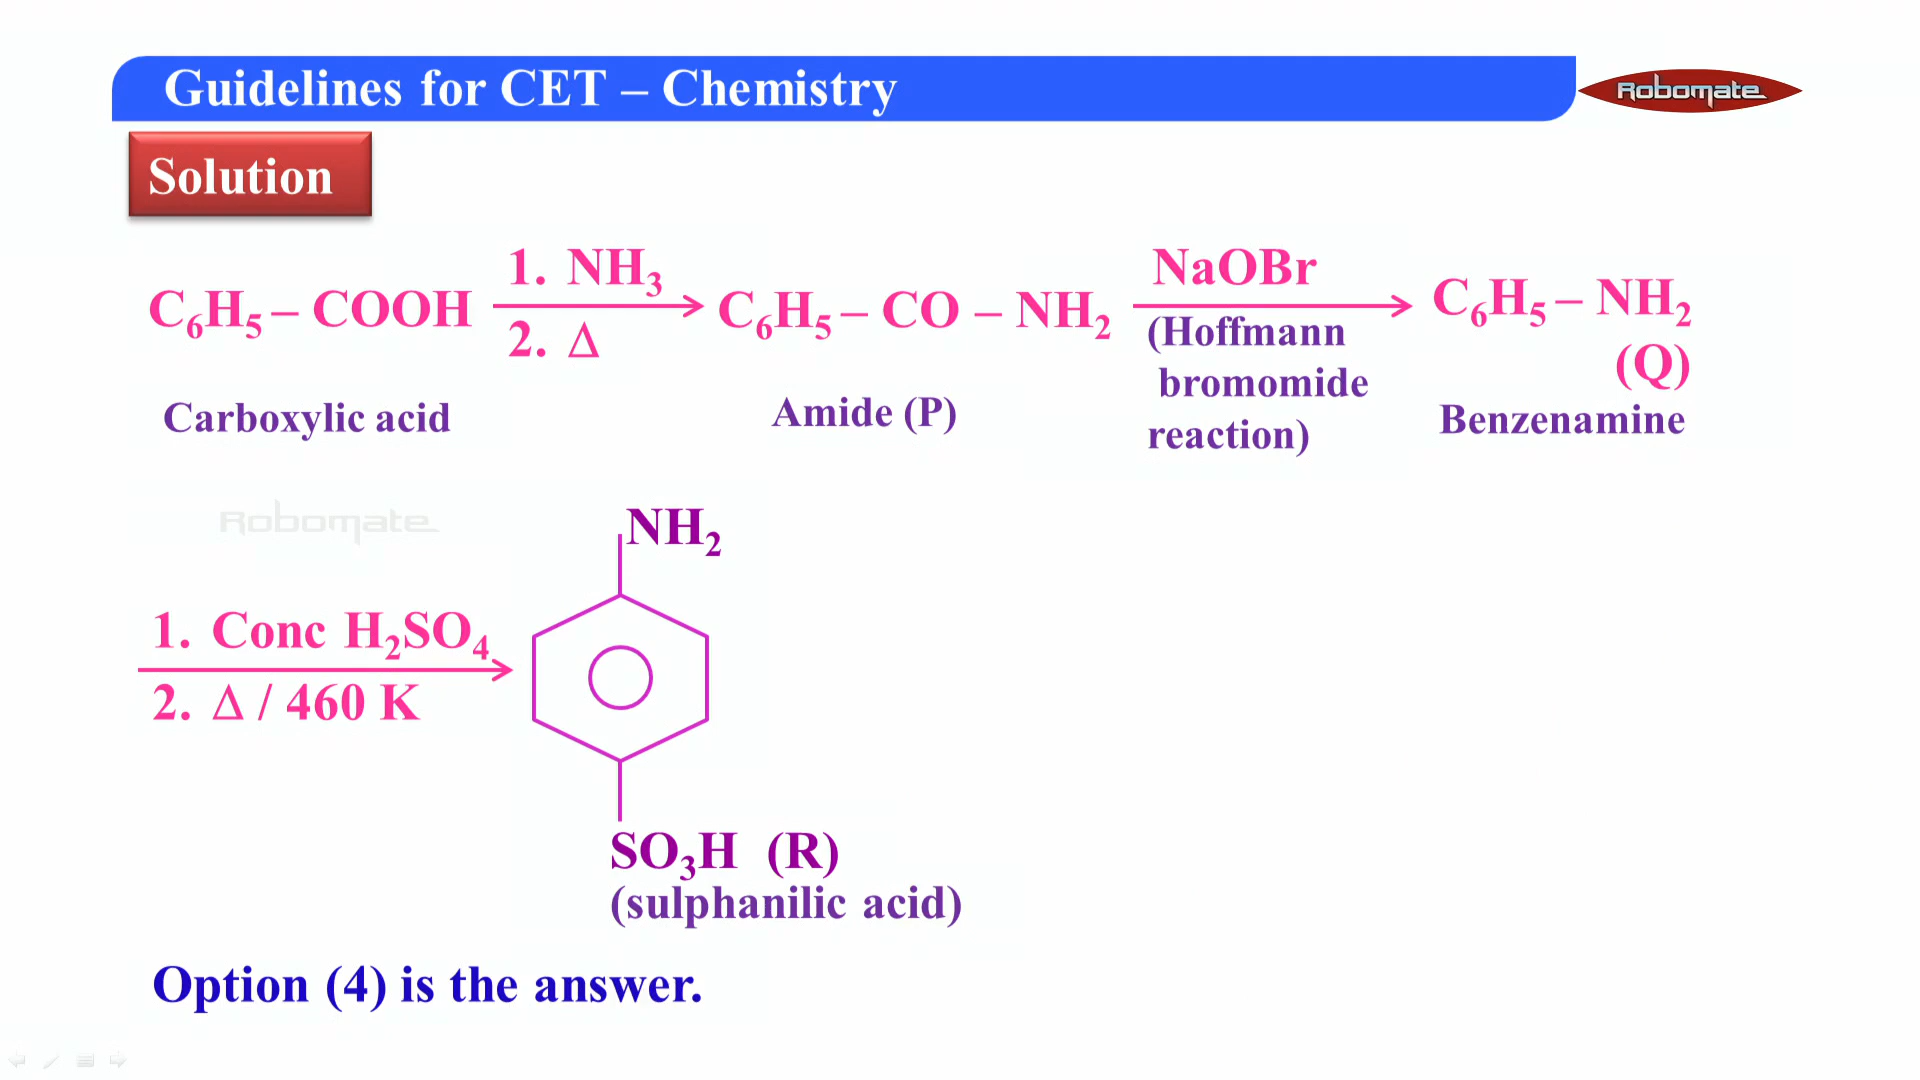 Guidelines for CET – Chemistry
Robomate
Solution
C₆H₅ – COOH 1. NH₃ 2. Δ C₆H₅ – CO – NH₂ NaOBr C₆H₅ – NH₂
(Hoffmann
bromomide
reaction)
(Q)
Carboxylic acid
Amide (P)
Benzenamine
Robomate
NH₂
1. Conc H₂SO₄
2. Δ / 460 K
SO₃H (R)
(sulphanilic acid)
Option (4) is the answer.